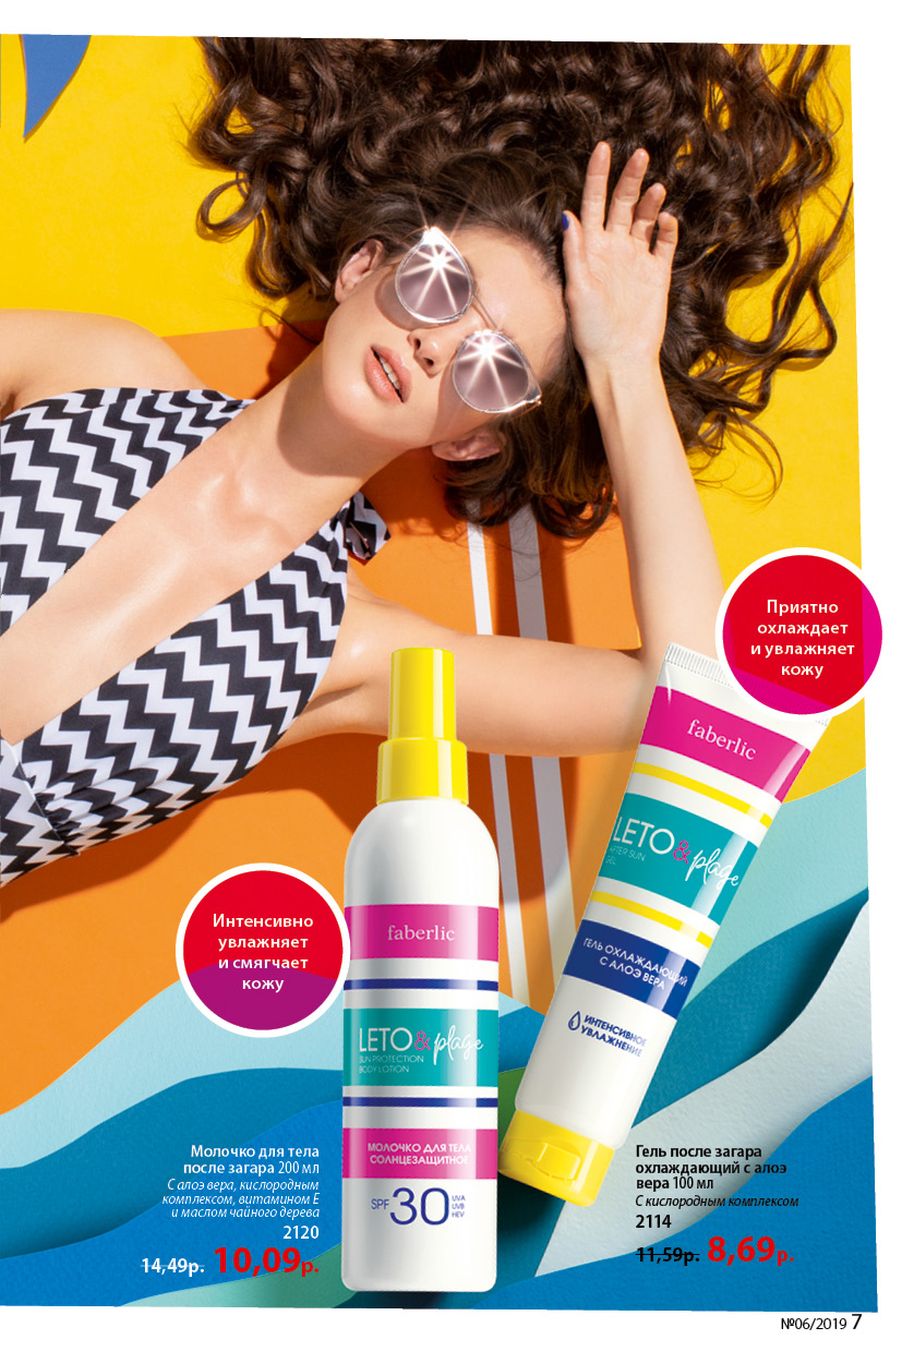 Приятно
охлаждает
и увлажняет
кожу
faberlic
LETO & plage
AFTER SUN
GEL
ГЕЛЬ ОХЛАЖДАЮЩИЙ
С АЛОЭ ВЕРА
ИНТЕНСИВНОЕ
УВЛАЖНЕНИЕ
Интенсивно
увлажняет
и смягчает
кожу
faberlic
LETO & plage
SUN PROTECTION
BODY LOTION
МОЛОЧКО ДЛЯ ТЕЛА
СОЛНЦЕЗАЩИТНОЕ
SPF 30 UVA
UVB
HEV
Молочко для тела
после загара 200 мл
С алоэ вера, кислородным
комплексом, витамином Е
и маслом чайного дерева
2120
14,49р. 10,09р.
Гель после загара
охлаждающий с алоэ
вера 100 мл
С кислородным комплексом
2114
11,59р. 8,69р.
№06/2019 7